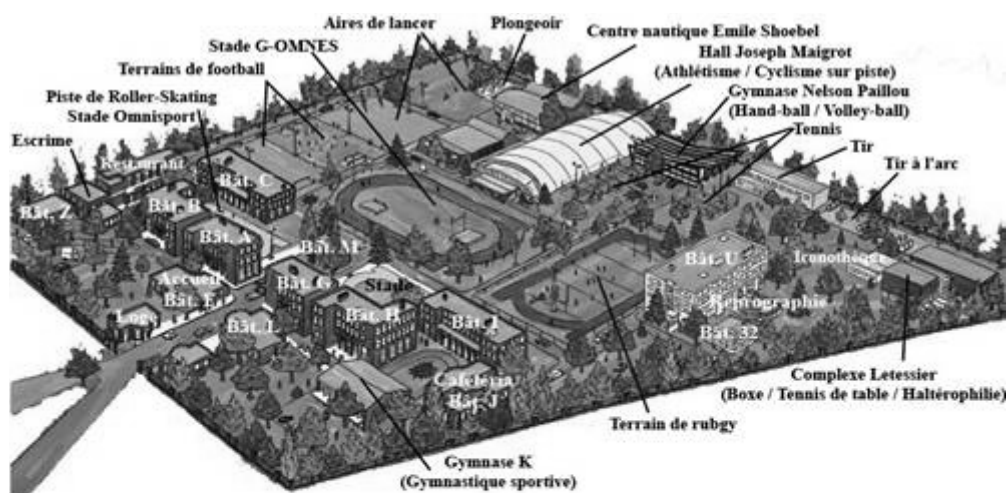 Aires de lancer
Plongeoir
Centre nautique Emile Shoebel
Stade G-OMNES
Hall Joseph Maigrot
(Athlétisme / Cyclisme sur piste)
Terrains de football
Gymnase Nelson Paillou
(Hand-ball / Volley-ball)
Piste de Roller-Skating
Stade Omnisport
Tennis
Escrime
Tir
Tir à l'arc
Restaurant
Bât. C
Bât. Z
Bât. B
Bât. A
Bât. M
Bât. U
Iconothèque
Accueil
Bât. G
Stade
Bât. F
Reprographie
Loge
Bât. L
Bât. H
Bât. I
Bât. 32
Cafétéria
Bât. J
Complexe Letessier
(Boxe / Tennis de table / Haltérophilie)
Terrain de rubgy
Gymnase K
(Gymnastique sportive)